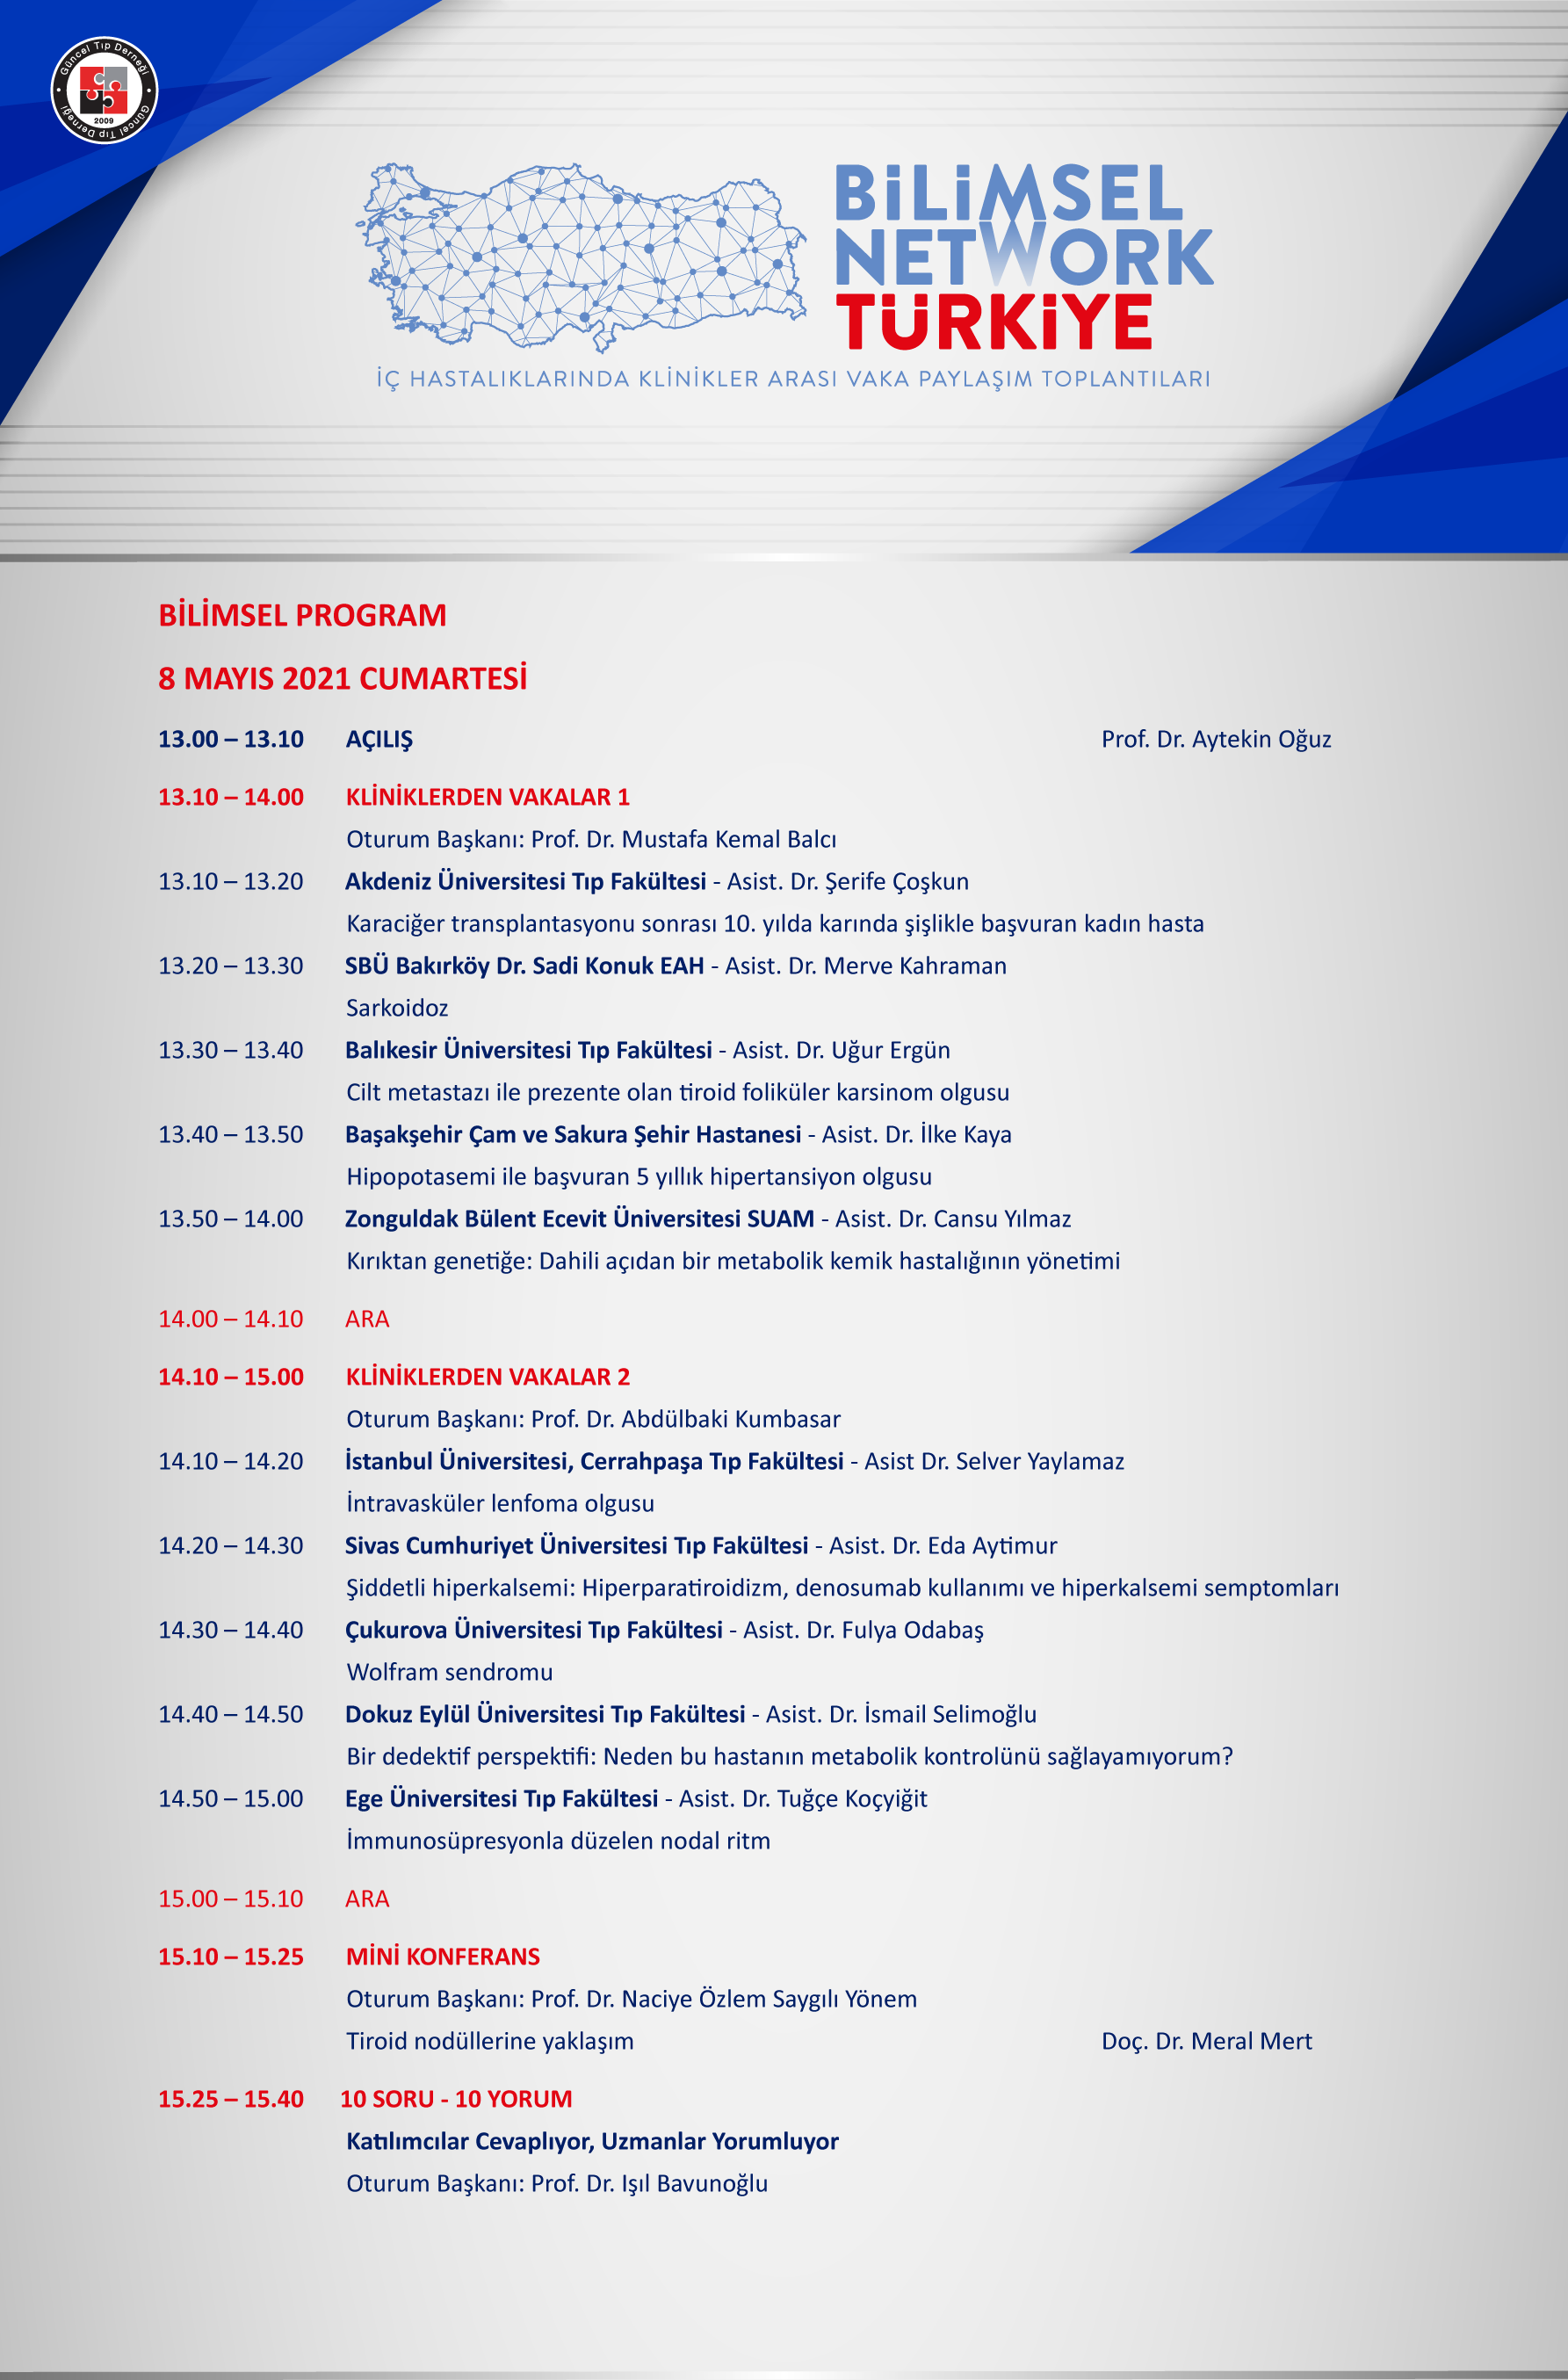 Güncel Tıp Derneği
Güncel Tıp Derneği
2009
BİLİMSEL
NETWORK
TÜRKİYE
İÇ HASTALIKLARINDA KLİNİKLER ARASI VAKA PAYLAŞIM TOPLANTILARI
BİLİMSEL PROGRAM
8 MAYIS 2021 CUMARTESİ
13.00 – 13.10 AÇILIŞ Prof. Dr. Aytekin Oğuz
13.10 – 14.00 KLİNİKLERDEN VAKALAR 1
Oturum Başkanı: Prof. Dr. Mustafa Kemal Balcı
13.10 – 13.20 Akdeniz Üniversitesi Tıp Fakültesi - Asist. Dr. Şerife Çoşkun
Karaciğer transplantasyonu sonrası 10. yılda karında şişlikle başvuran kadın hasta
13.20 – 13.30 SBÜ Bakırköy Dr. Sadi Konuk EAH - Asist. Dr. Merve Kahraman
Sarkoidoz
13.30 – 13.40 Balıkesir Üniversitesi Tıp Fakültesi - Asist. Dr. Uğur Ergün
Cilt metastazı ile prezente olan tiroid foliküler karsinom olgusu
13.40 – 13.50 Başakşehir Çam ve Sakura Şehir Hastanesi - Asist. Dr. İlke Kaya
Hipopotasemi ile başvuran 5 yıllık hipertansiyon olgusu
13.50 – 14.00 Zonguldak Bülent Ecevit Üniversitesi SUAM - Asist. Dr. Cansu Yılmaz
Kırıktan genetiğe: Dahili açıdan bir metabolik kemik hastalığının yönetimi
14.00 – 14.10 ARA
14.10 – 15.00 KLİNİKLERDEN VAKALAR 2
Oturum Başkanı: Prof. Dr. Abdülbaki Kumbasar
14.10 – 14.20 İstanbul Üniversitesi, Cerrahpaşa Tıp Fakültesi - Asist Dr. Selver Yaylamaz
İntravasküler lenfoma olgusu
14.20 – 14.30 Sivas Cumhuriyet Üniversitesi Tıp Fakültesi - Asist. Dr. Eda Aytimur
Şiddetli hiperkalsemi: Hiperparatiroidizm, denosumab kullanımı ve hiperkalsemi semptomları
14.30 – 14.40 Çukurova Üniversitesi Tıp Fakültesi - Asist. Dr. Fulya Odabaş
Wolfram sendromu
14.40 – 14.50 Dokuz Eylül Üniversitesi Tıp Fakültesi - Asist. Dr. İsmail Selimoğlu
Bir dedektif perspektifi: Neden bu hastanın metabolik kontrolünü sağlayamıyorum?
14.50 – 15.00 Ege Üniversitesi Tıp Fakültesi - Asist. Dr. Tuğçe Koçyiğit
İmmunosüpresyonla düzelen nodal ritm
15.00 – 15.10 ARA
15.10 – 15.25 MİNİ KONFERANS
Oturum Başkanı: Prof. Dr. Naciye Özlem Saygılı Yönem
Tiroid nodüllerine yaklaşım Doç. Dr. Meral Mert
15.25 – 15.40 10 SORU - 10 YORUM
Katılımcılar Cevaplıyor, Uzmanlar Yorumluyor
Oturum Başkanı: Prof. Dr. Işıl Bavunoğlu